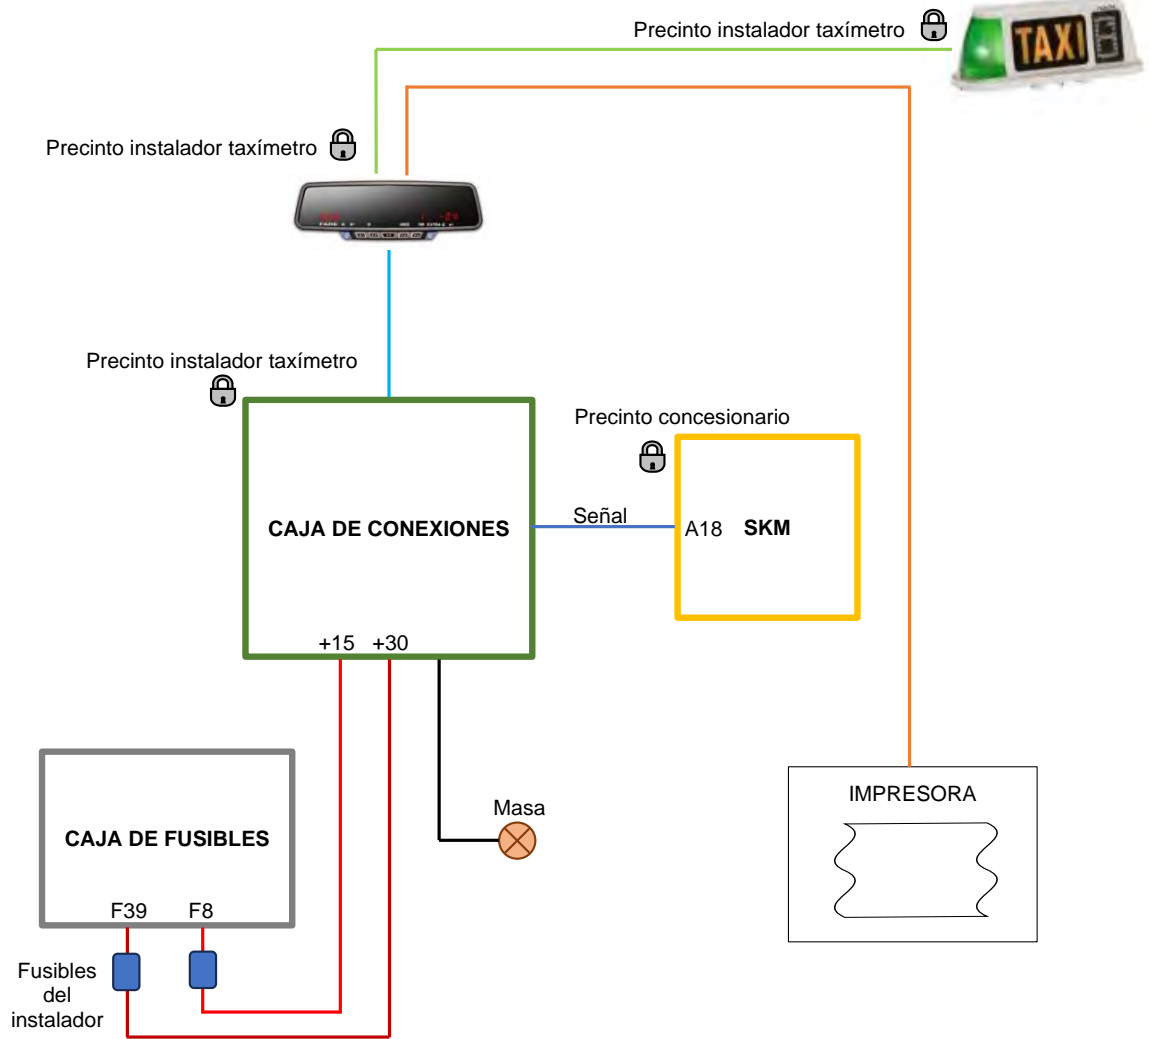 Precinto instalador taxímetro
TAXI
Precinto instalador taxímetro
Precinto instalador taxímetro
Precinto concesionario
CAJA DE CONEXIONES
Señal
A18 SKM
+15 +30
IMPRESORA
Masa
CAJA DE FUSIBLES
F39 F8
Fusibles
del
instalador